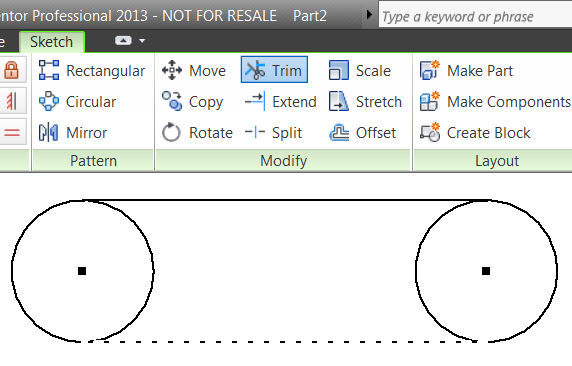 ntor Professional 2013 - NOT FOR RESALE Part2
Type a keyword or phrase
e Sketch
Rectangular Move Trim Scale Make Part
Circular Copy Extend Stretch Make Components
Mirror Rotate Split Offset Create Block
Pattern Modify Layout